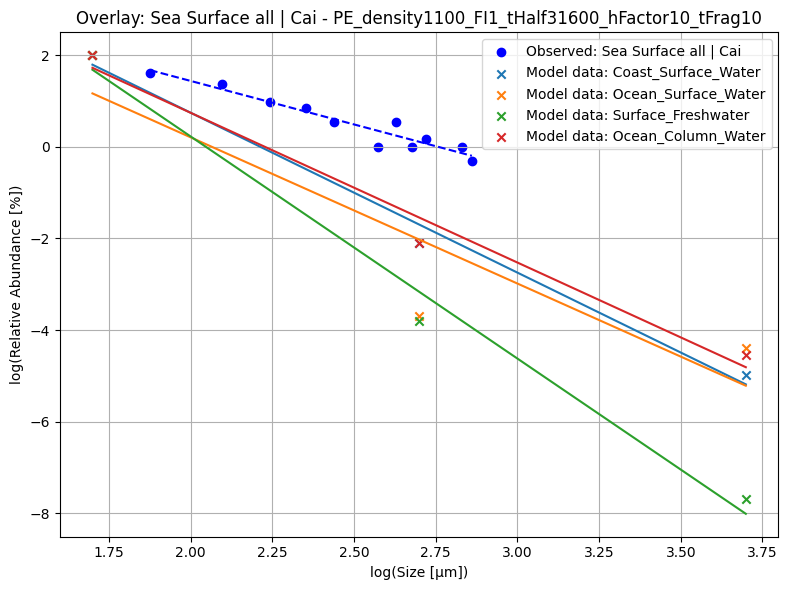 Overlay: Sea Surface all | Cai - PE_density1100_FI1_tHalf31600_hFactor10_tFrag10
Observed: Sea Surface all | Cai
Model data: Coast_Surface_Water
Model data: Ocean_Surface_Water
Model data: Surface_Freshwater
Model data: Ocean_Column_Water
log(Relative Abundance [%])
2
0
−2
−4
−6
−8
1.75 2.00 2.25 2.50 2.75 3.00 3.25 3.50 3.75
log(Size [μm])